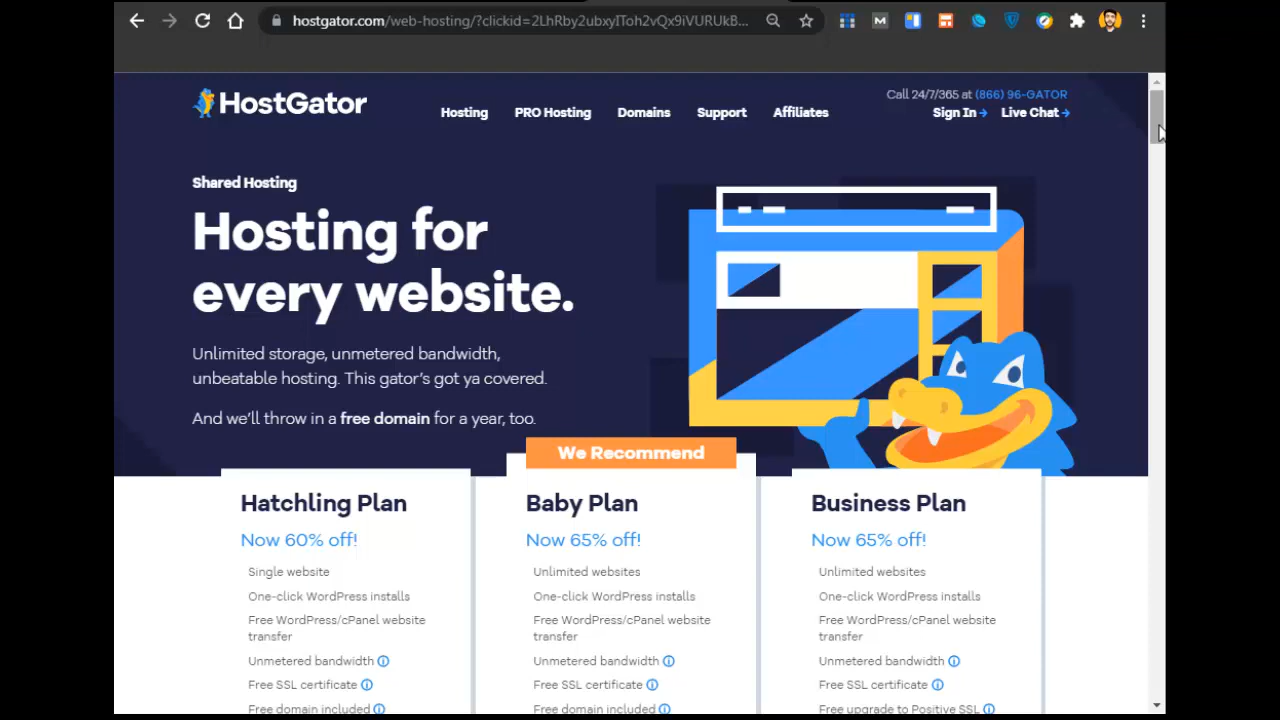 hostgator.com/web-hosting/?clickid=2LhRby2ubxyIToh2vQx9iVURUkB...
HostGator
Hosting
PRO Hosting
Domains
Support
Affiliates
Call 24/7/365 at (866) 96-GATOR
Sign In →
Live Chat →
Shared Hosting
Hosting for
every website.
Unlimited storage, unmetered bandwidth,
unbeatable hosting. This gator's got ya covered.
And we'll throw in a free domain for a year, too.
Hatchling Plan
Now 60% off!
Single website
One-click WordPress installs
Free WordPress/cPanel website
transfer
Unmetered bandwidth
Free SSL certificate
Free domain included
We Recommend
Baby Plan
Now 65% off!
Unlimited websites
One-click WordPress installs
Free WordPress/cPanel website
transfer
Unmetered bandwidth
Free SSL certificate
Free domain included
Business Plan
Now 65% off!
Unlimited websites
One-click WordPress installs
Free WordPress/cPanel website
transfer
Unmetered bandwidth
Free SSL certificate
Free upgrade to Positive SSL